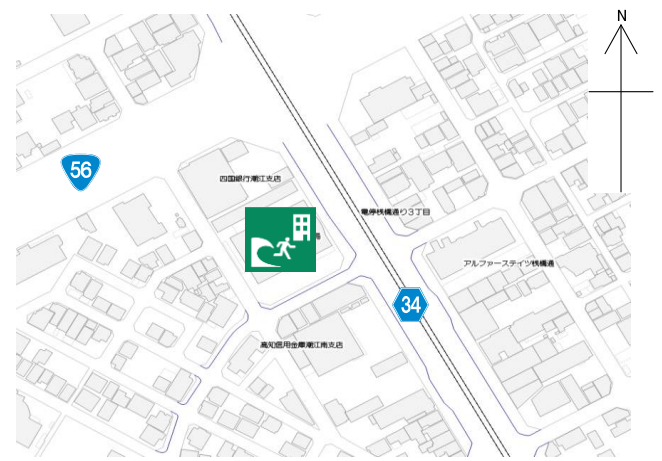 N
56
四国銀行潮江支店
電停桟橋通り3丁目
アルファーステイツ桟橋通
34
高知信用金庫潮江南支店